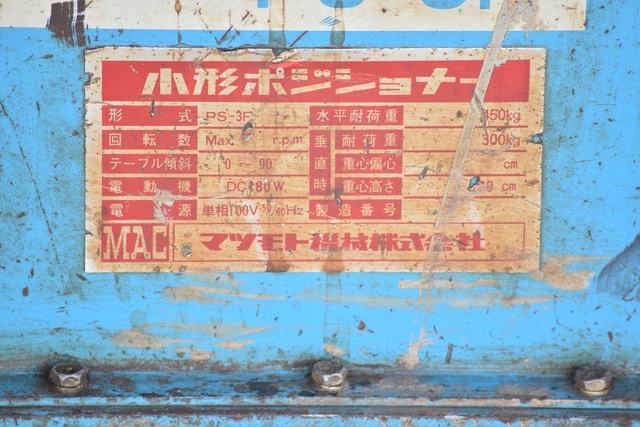 小形ポジショナー
形式 PS-3F 水平耐荷重 450kg
回転数 Max. r.p.m. 垂直時 耐荷重 300kg
テーブル傾斜 0～90 重心偏心 cm
電動機 DC 80W 重心高さ cm
電源 単相100V 50/60Hz 製造番号
MAC マツモト機械株式会社